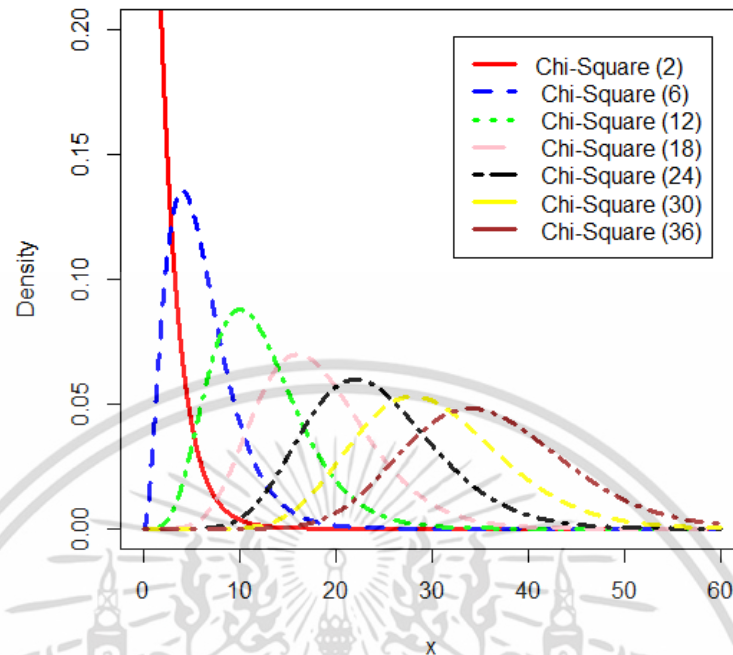 0.20
0.15
0.10
0.05
0.00
Density
Chi-Square (2)
Chi-Square (6)
Chi-Square (12)
Chi-Square (18)
Chi-Square (24)
Chi-Square (30)
Chi-Square (36)
0 10 20 30 40 50 60
x